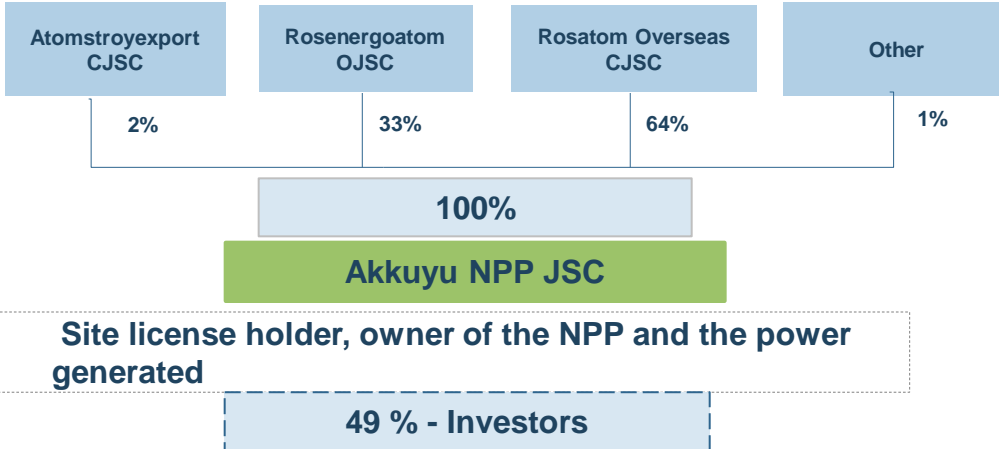 Atomstroyexport
CJSC
Rosenergoatom
OJSC
Rosatom Overseas
CJSC
Other
2%
33%
64%
1%
100%
Akkuyu NPP JSC
Site license holder, owner of the NPP and the power
generated
49 % - Investors